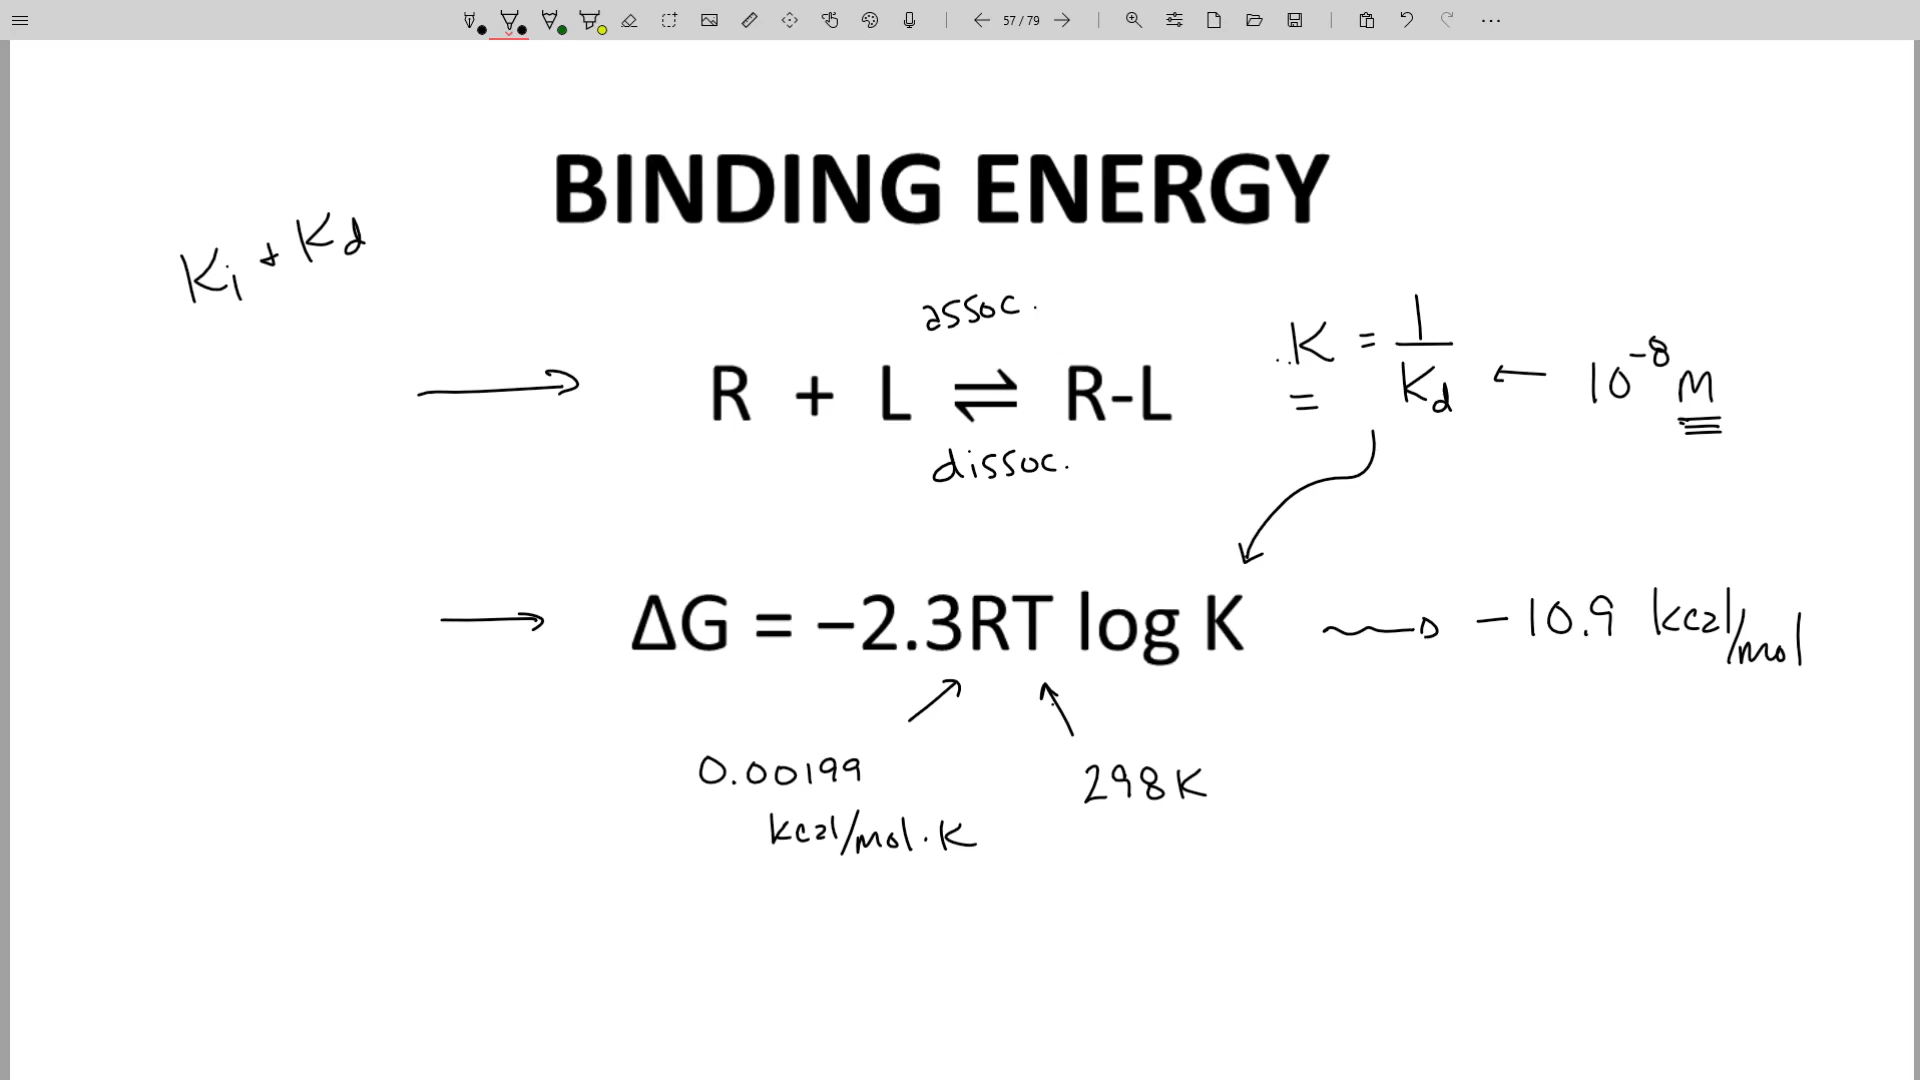 57 / 79
BINDING ENERGY
Ki + Kd
assoc.
R + L ⇌ R-L
K = 1/Kd ← 10⁻⁸ M
=
dissoc.
ΔG = −2.3RT log K
−10.9 kcal/mol
0.00199
kcal/mol·K
298K